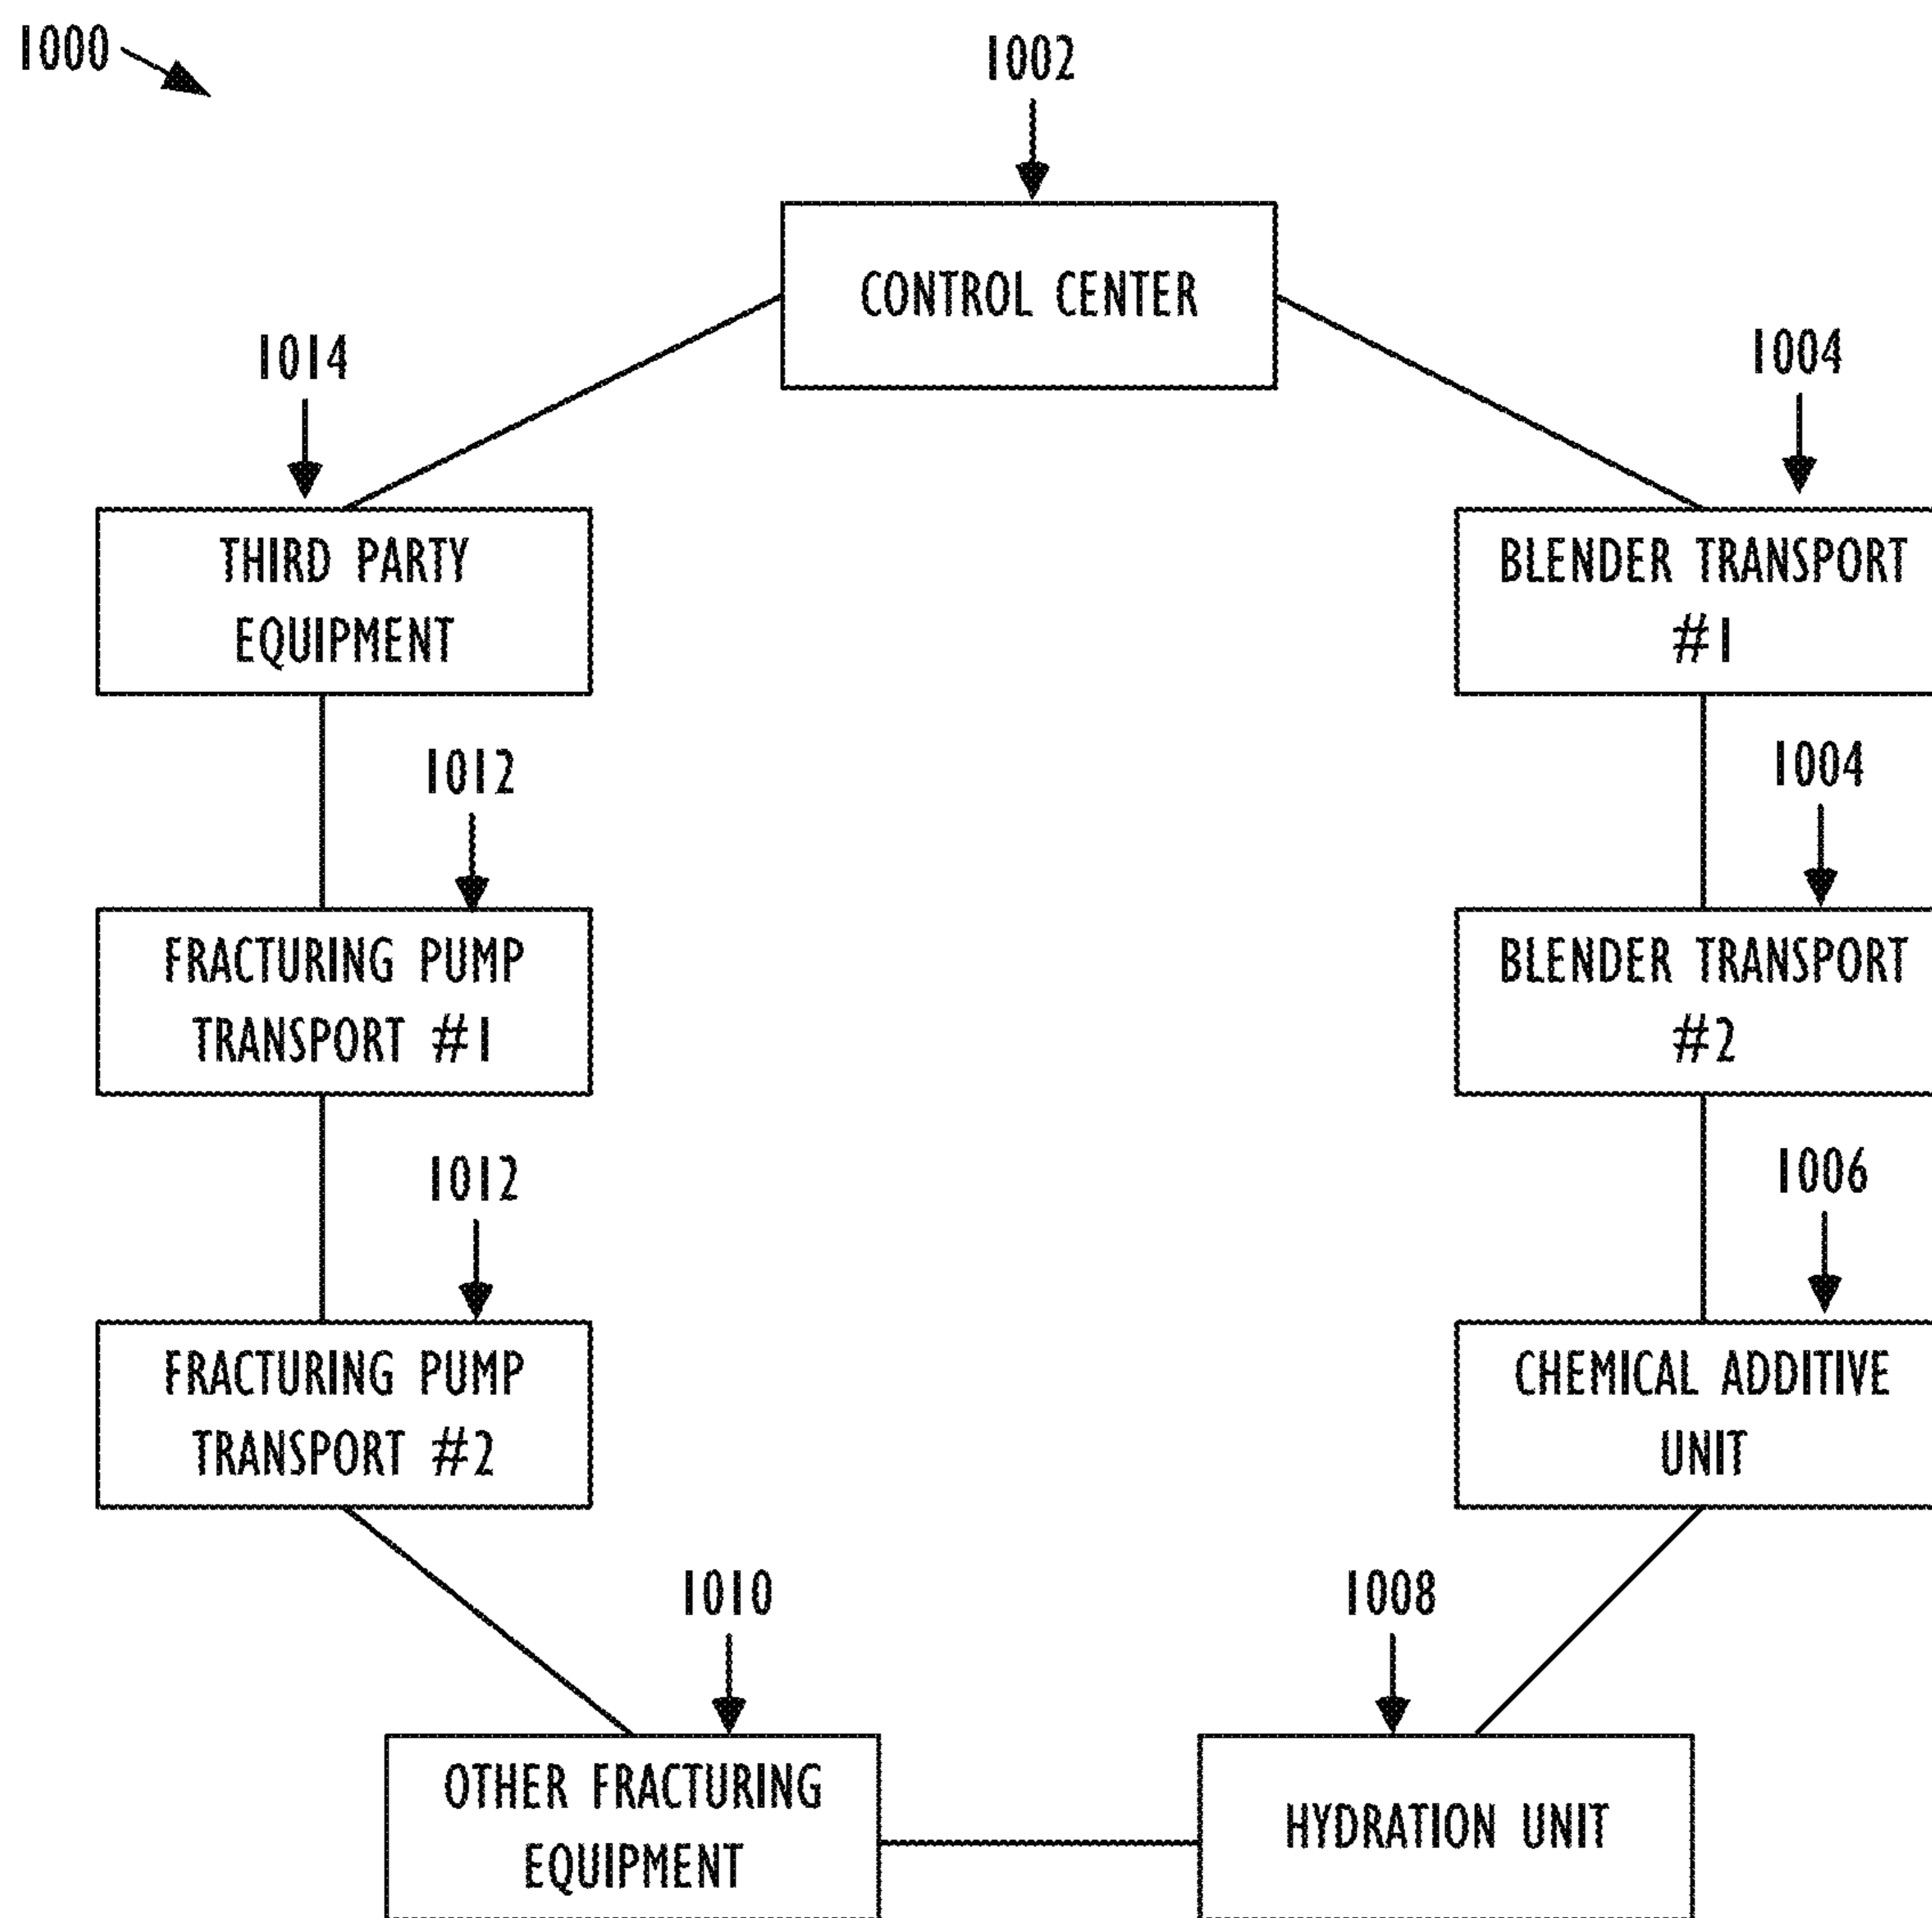 1000
1002
CONTROL CENTER
1014
1004
THIRD PARTY
EQUIPMENT
BLENDER TRANSPORT
#1
1012
1004
FRACTURING PUMP
TRANSPORT #1
BLENDER TRANSPORT
#2
1012
1006
FRACTURING PUMP
TRANSPORT #2
CHEMICAL ADDITIVE
UNIT
1010
1008
OTHER FRACTURING
EQUIPMENT
HYDRATION UNIT